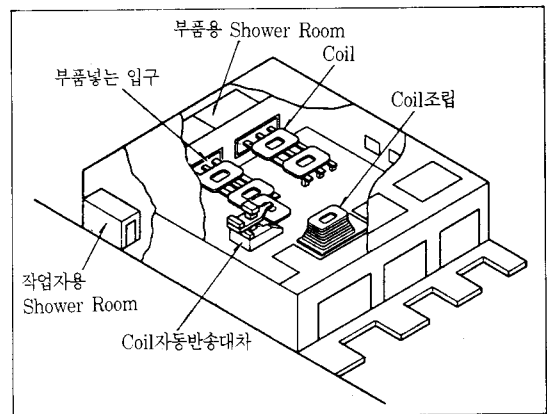 부품용 Shower Room
Coil
부품넣는 입구
Coil조립
작업자용
Shower Room
Coil자동반송대차